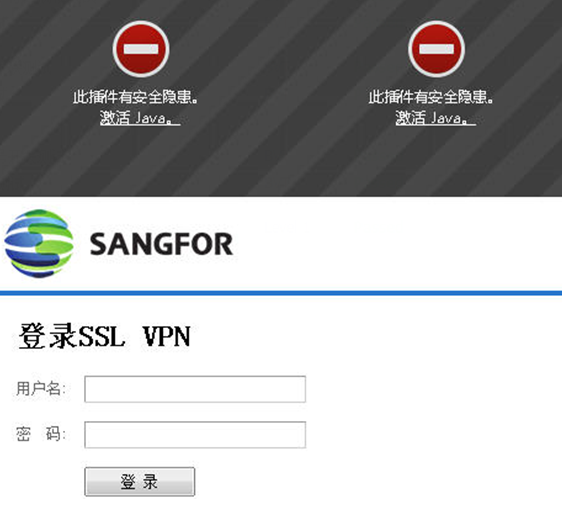 此插件有安全隐患。
激活 Java。
此插件有安全隐患。
激活 Java。
SANGFOR
登录SSL VPN
用户名：
密 码：
登 录